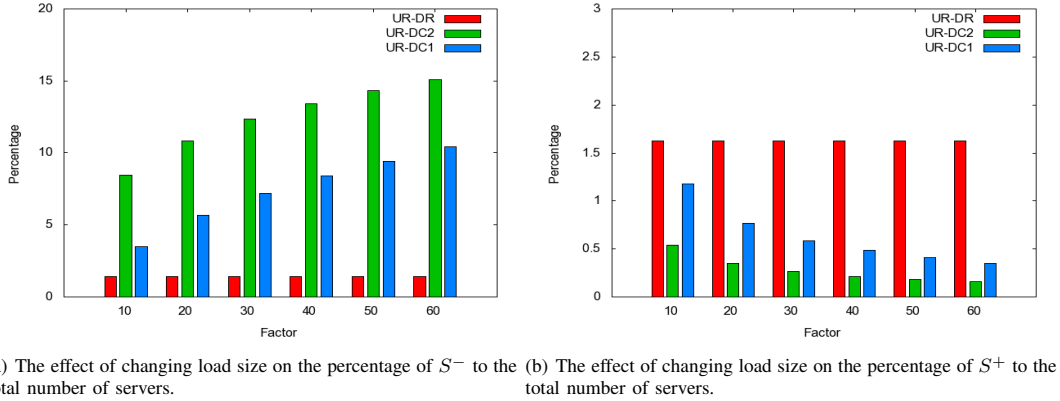 20
15
10
5
0
Percentage
UR-DR
UR-DC2
UR-DC1
10 20 30 40 50 60
Factor
3
2.5
2
1.5
1
0.5
0
Percentage
UR-DR
UR-DC2
UR-DC1
10 20 30 40 50 60
Factor
) The effect of changing load size on the percentage of S− to the
otal number of servers.
(b) The effect of changing load size on the percentage of S+ to the
total number of servers.